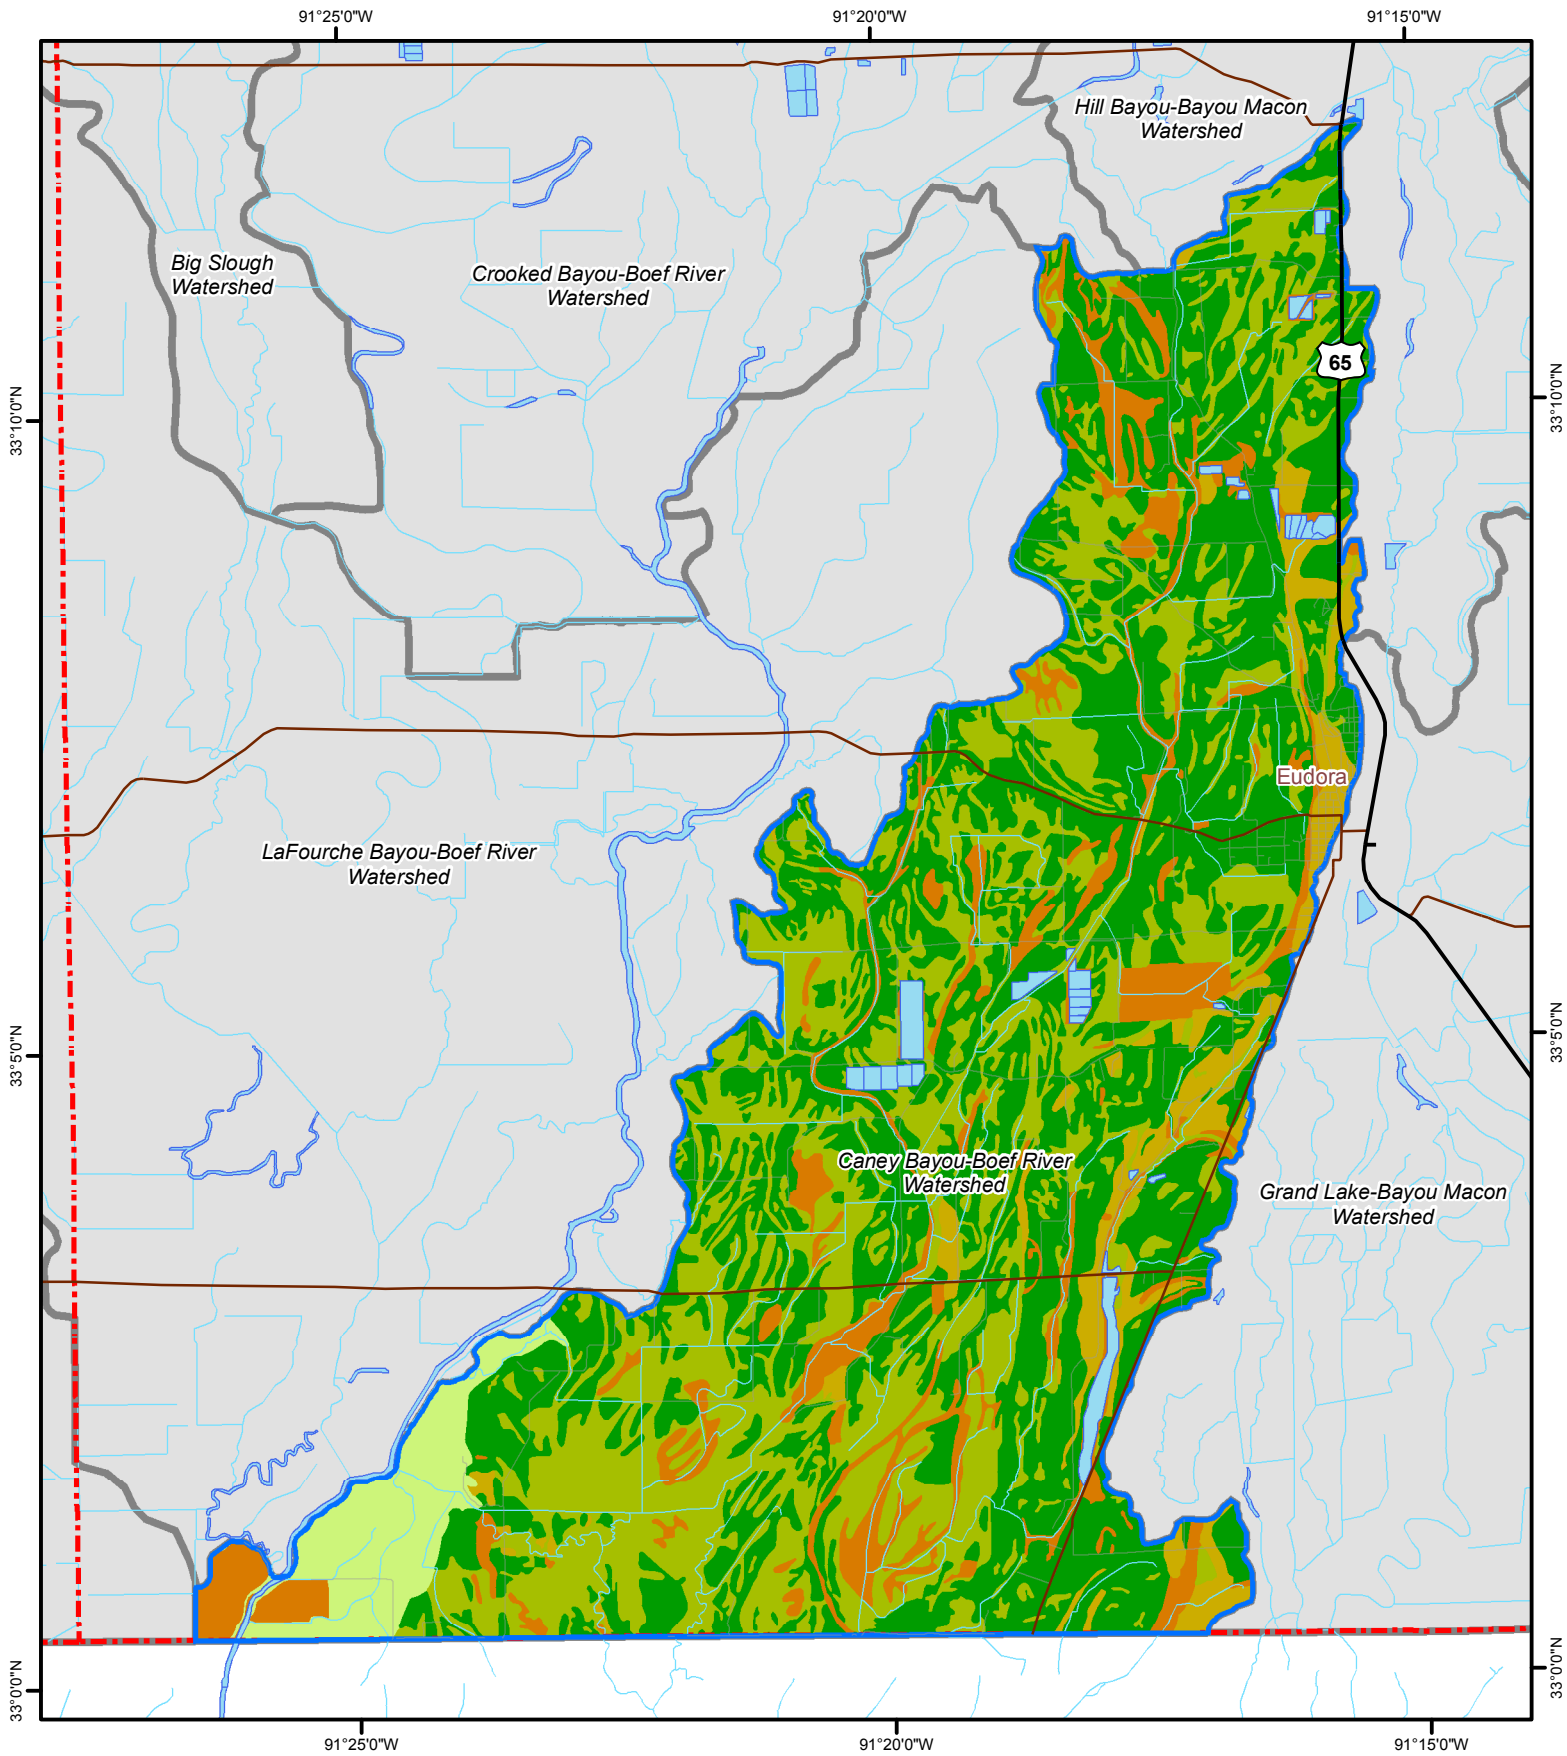 91°25'0"W
91°20'0"W
91°15'0"W
Hill Bayou-Bayou Macon
Watershed
Big Slough
Watershed
Crooked Bayou-Boef River
Watershed
65
33°10'0"N
33°10'0"N
Eudora
LaFourche Bayou-Boef River
Watershed
33°5'0"N
33°5'0"N
Caney Bayou-Boef River
Watershed
Grand Lake-Bayou Macon
Watershed
33°0'0"N
33°0'0"N
91°25'0"W
91°20'0"W
91°15'0"W